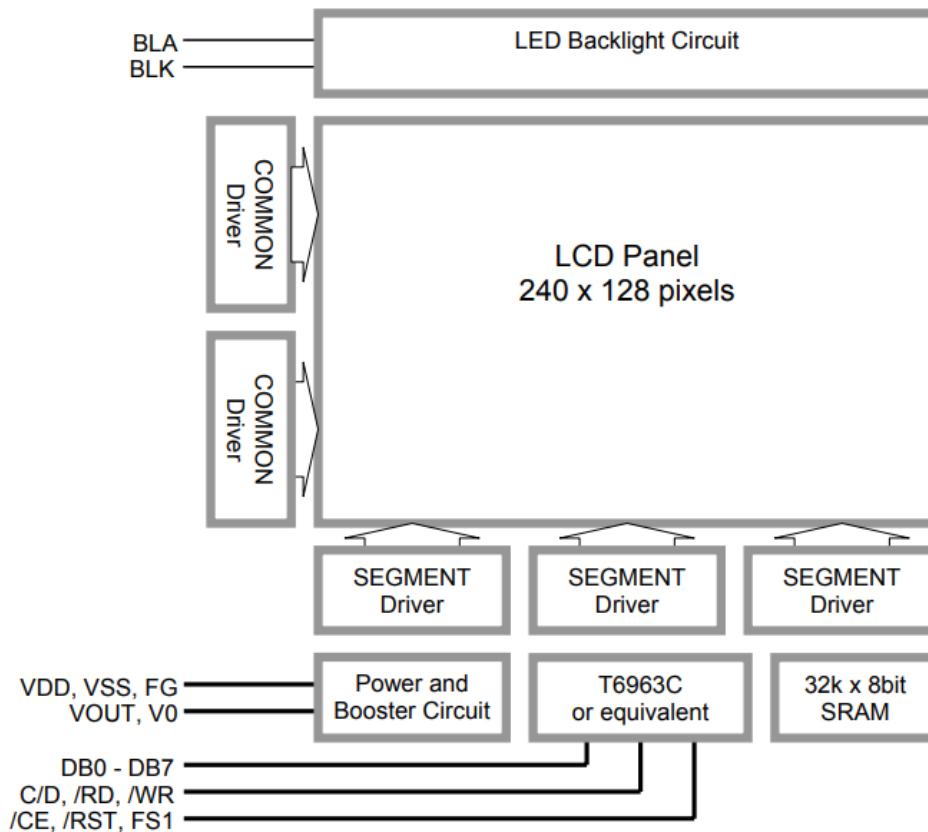 BLA
BLK
LED Backlight Circuit
COMMON
Driver
COMMON
Driver
LCD Panel
240 x 128 pixels
SEGMENT
Driver
SEGMENT
Driver
SEGMENT
Driver
VDD, VSS, FG
VOUT, V0
Power and
Booster Circuit
T6963C
or equivalent
32k x 8bit
SRAM
DB0 - DB7
C/D, /RD, /WR
/CE, /RST, FS1